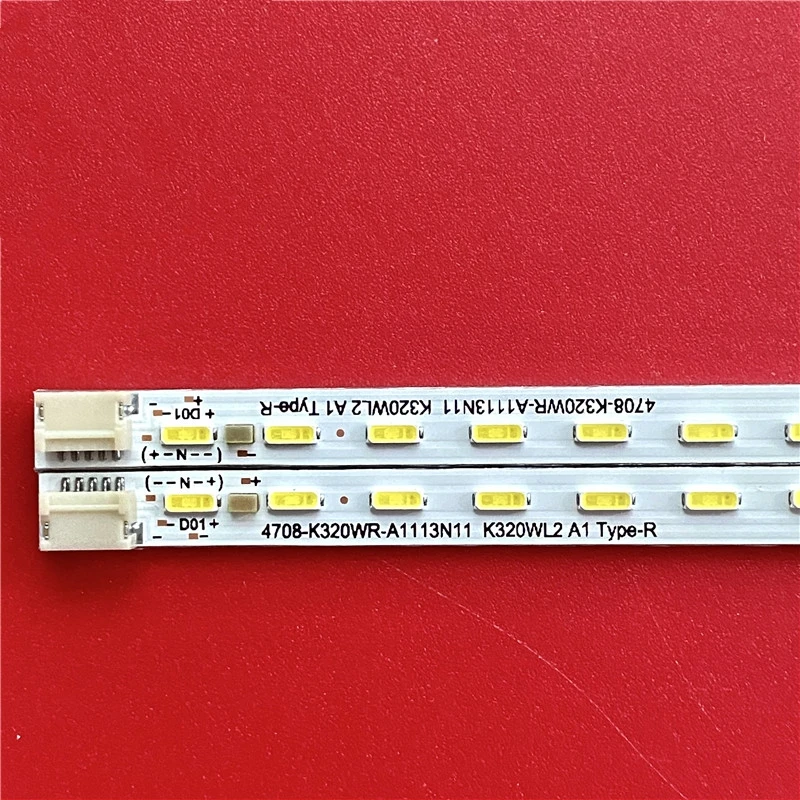 − +
− D01 +
4708-K320WR-A1113N11 K320WL2 A1 Type-R
(+−N−−)
−
(−−N−+)
+
− D01 +
− −
4708-K320WR-A1113N11 K320WL2 A1 Type-R